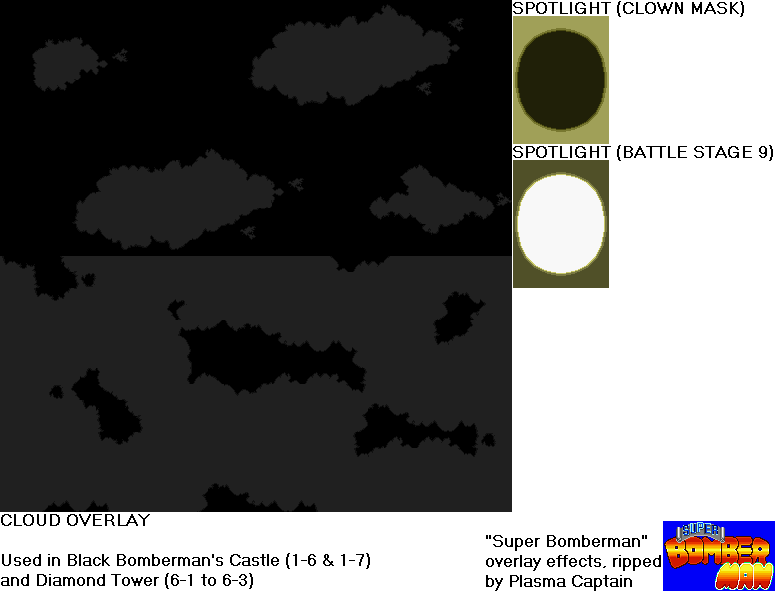 SPOTLIGHT (CLOWN MASK)
SPOTLIGHT (BATTLE STAGE 9)
CLOUD OVERLAY
Used in Black Bomberman's Castle (1-6 & 1-7)
and Diamond Tower (6-1 to 6-3)
"Super Bomberman"
overlay effects, ripped
by Plasma Captain
SUPER
BOMBER
MAN